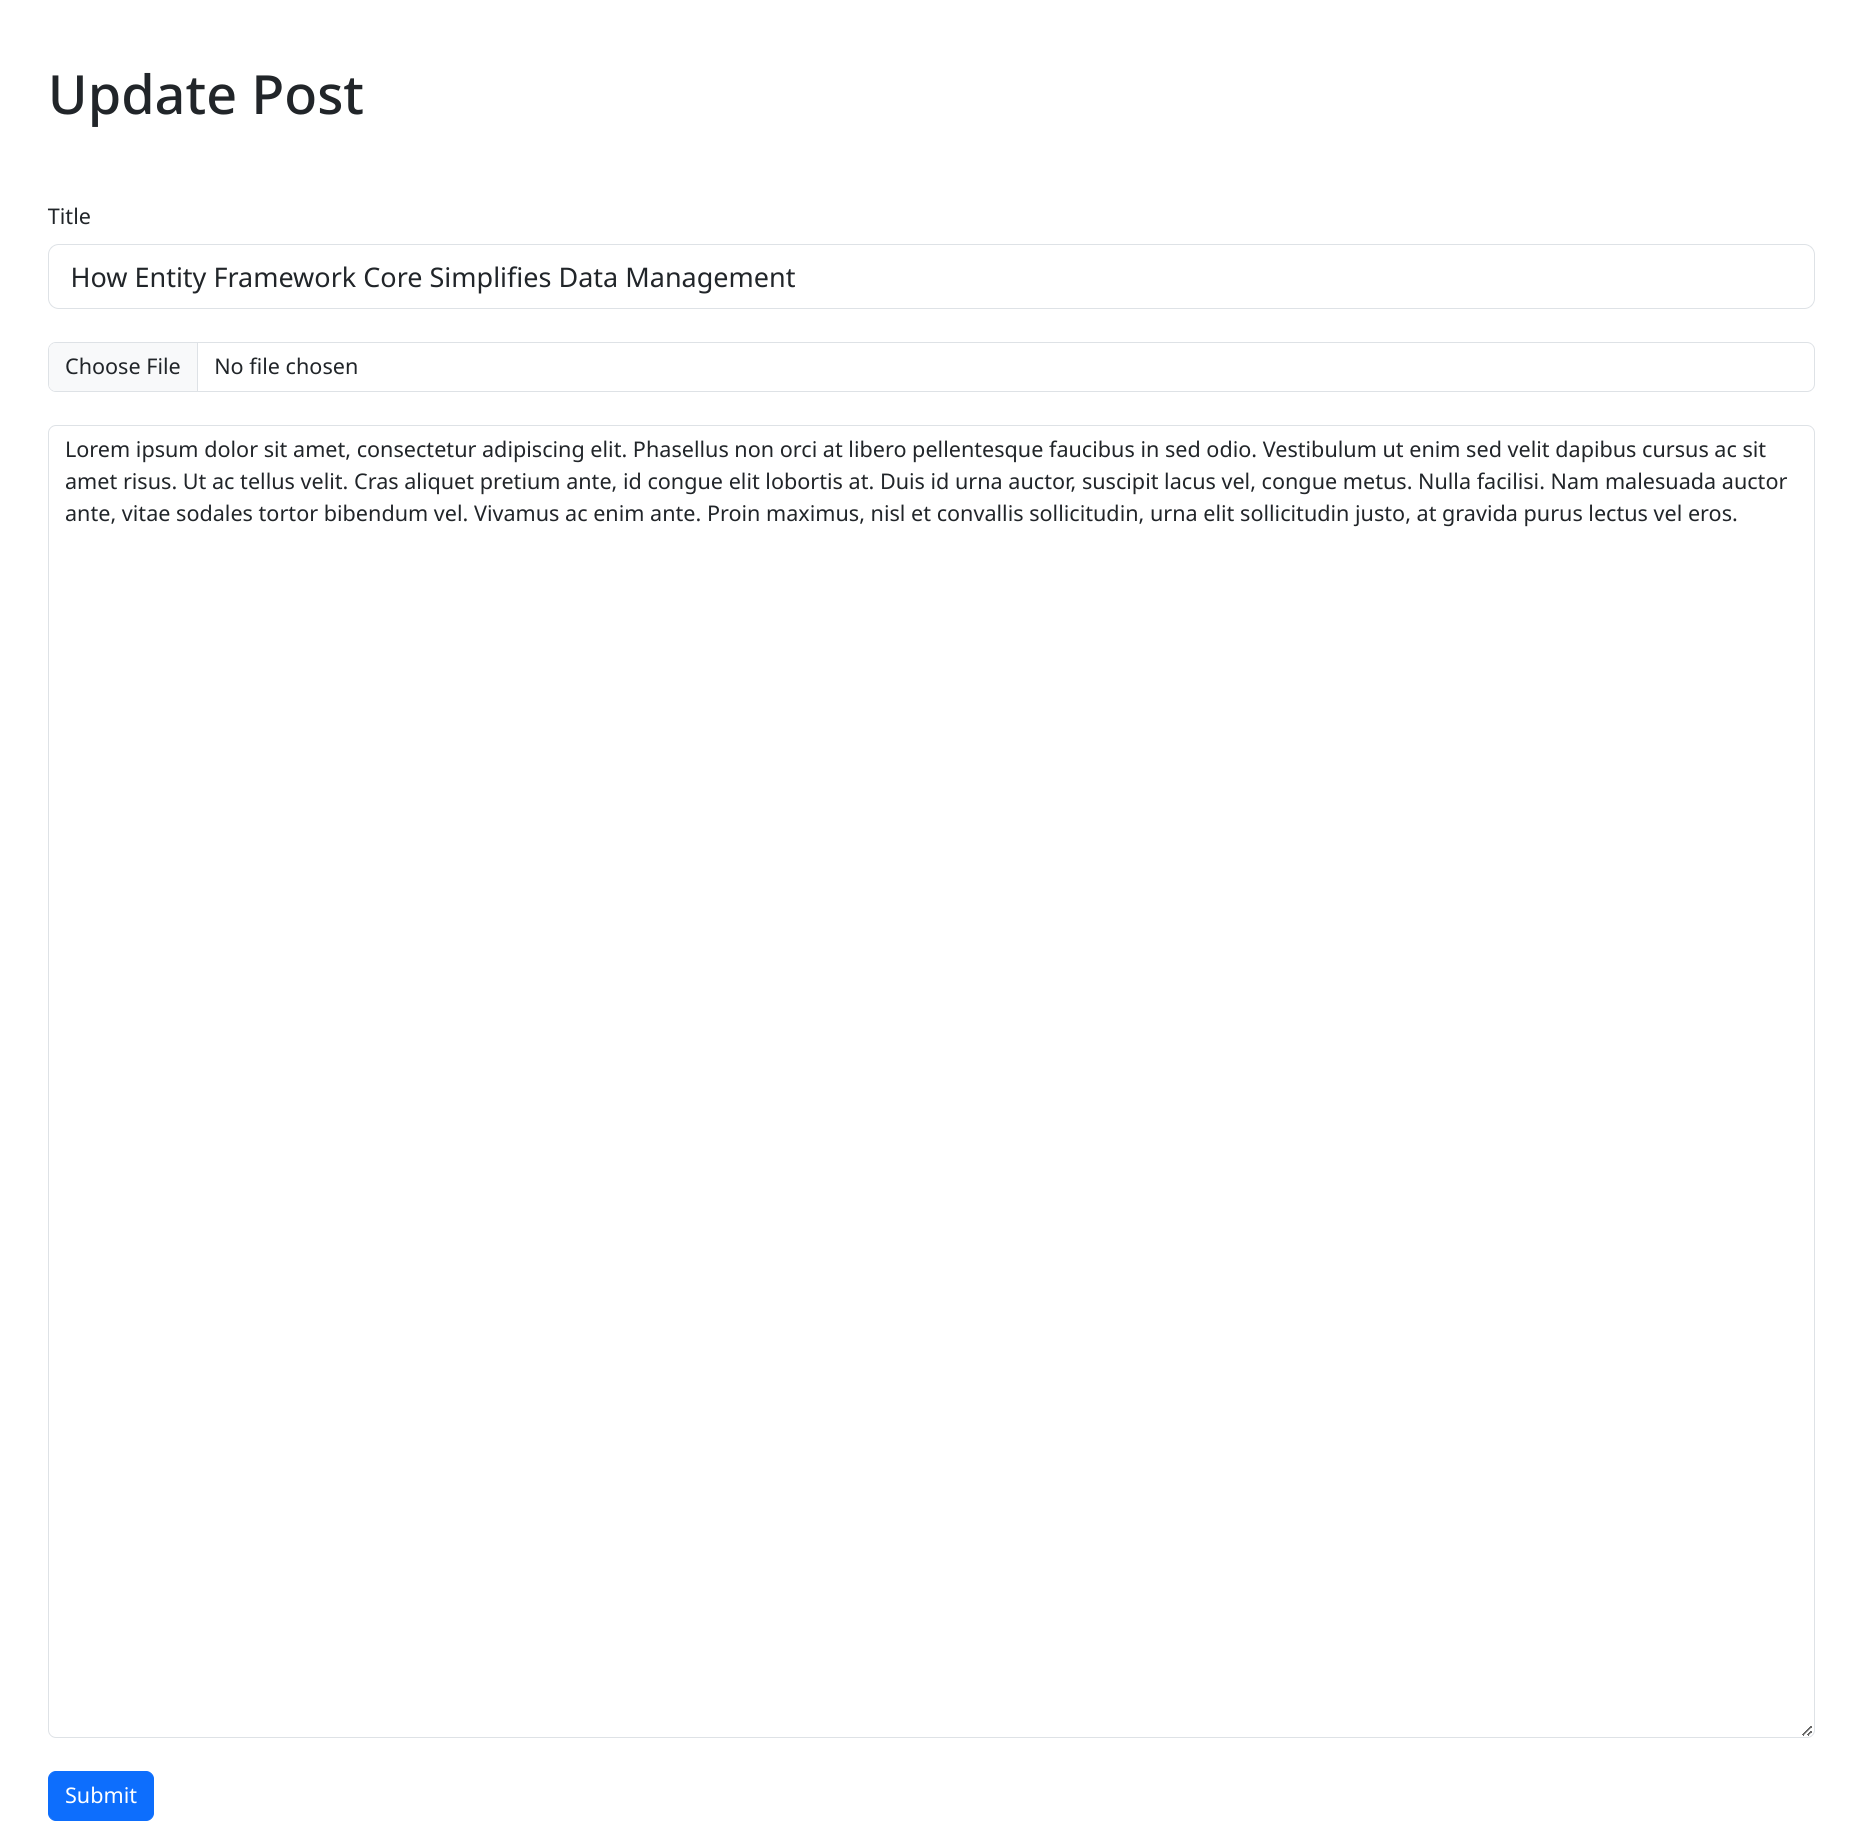 Update Post
Title
How Entity Framework Core Simplifies Data Management
Choose File No file chosen
Lorem ipsum dolor sit amet, consectetur adipiscing elit. Phasellus non orci at libero pellentesque faucibus in sed odio. Vestibulum ut enim sed velit dapibus cursus ac sit
amet risus. Ut ac tellus velit. Cras aliquet pretium ante, id congue elit lobortis at. Duis id urna auctor, suscipit lacus vel, congue metus. Nulla facilisi. Nam malesuada auctor
ante, vitae sodales tortor bibendum vel. Vivamus ac enim ante. Proin maximus, nisl et convallis sollicitudin, urna elit sollicitudin justo, at gravida purus lectus vel eros.
Submit